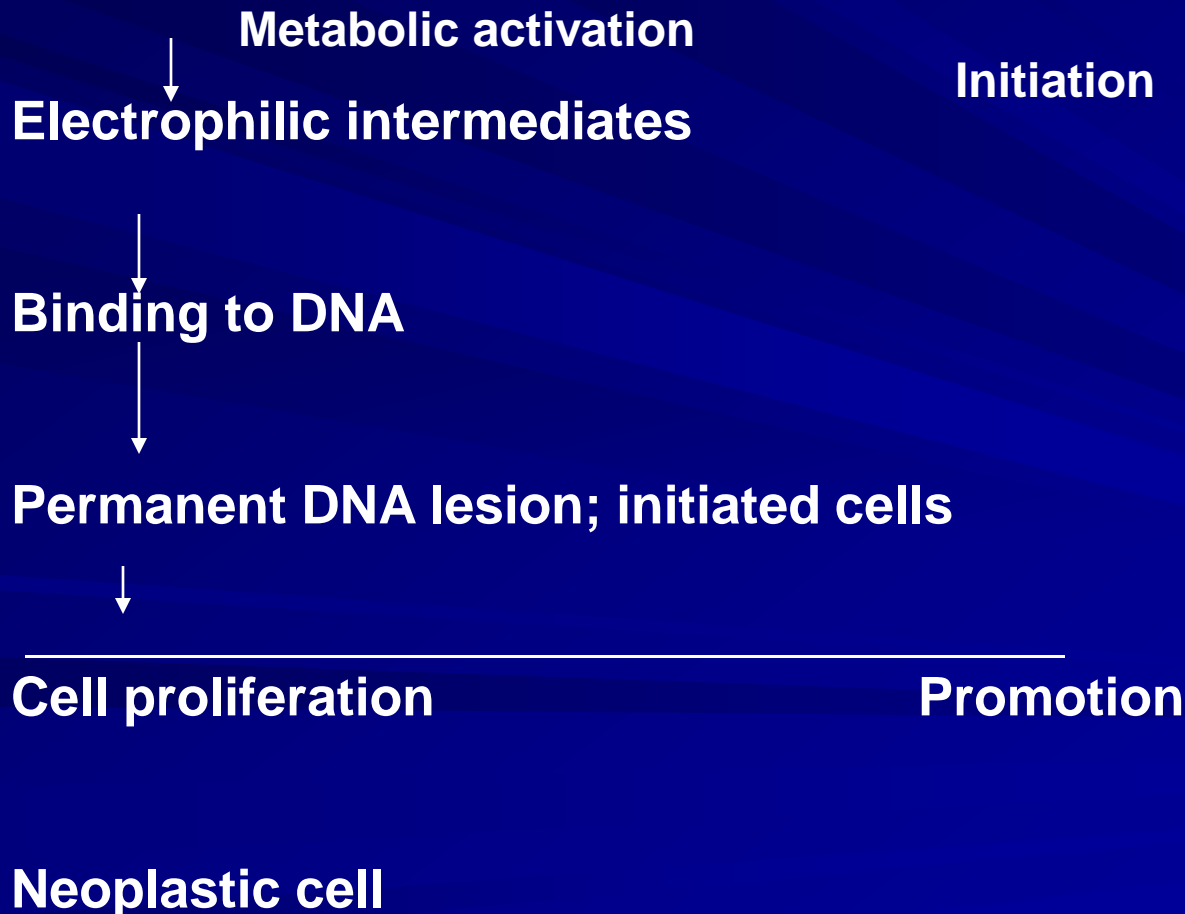 Metabolic activation
Initiation
Electrophilic intermediates
Binding to DNA
Permanent DNA lesion; initiated cells
Cell proliferation
Promotion
Neoplastic cell